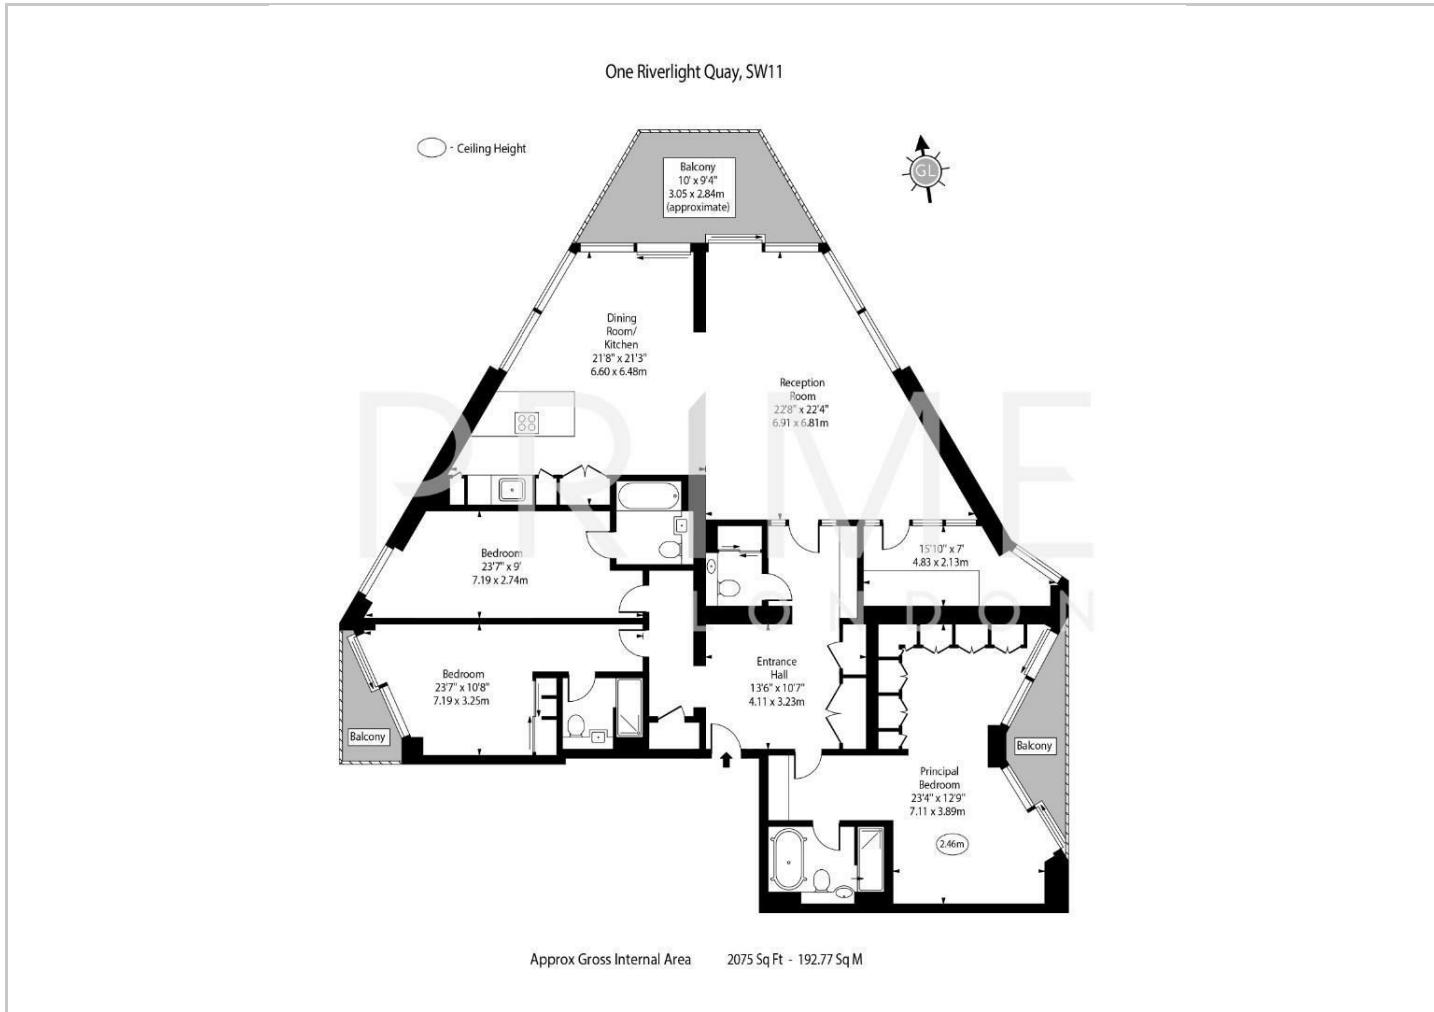 One Riverlight Quay, SW11
- Ceiling Height
GL
Balcony
10' x 9'4"
3.05 x 2.84m
(approximate)
Dining
Room/
Kitchen
21'8" x 21'3"
6.60 x 6.48m
Reception
Room
22'8" x 22'4"
6.91 x 6.81m
PRIME
LONDON
Bedroom
23'7" x 9'
7.19 x 2.74m
15'10" x 7'
4.83 x 2.13m
Bedroom
23'7" x 10'8"
7.19 x 3.25m
Entrance
Hall
13'6" x 10'7"
4.11 x 3.23m
Balcony
Balcony
Principal
Bedroom
23'4" x 12'9"
7.11 x 3.89m
2.46m
Approx Gross Internal Area 2075 Sq Ft - 192.77 Sq M